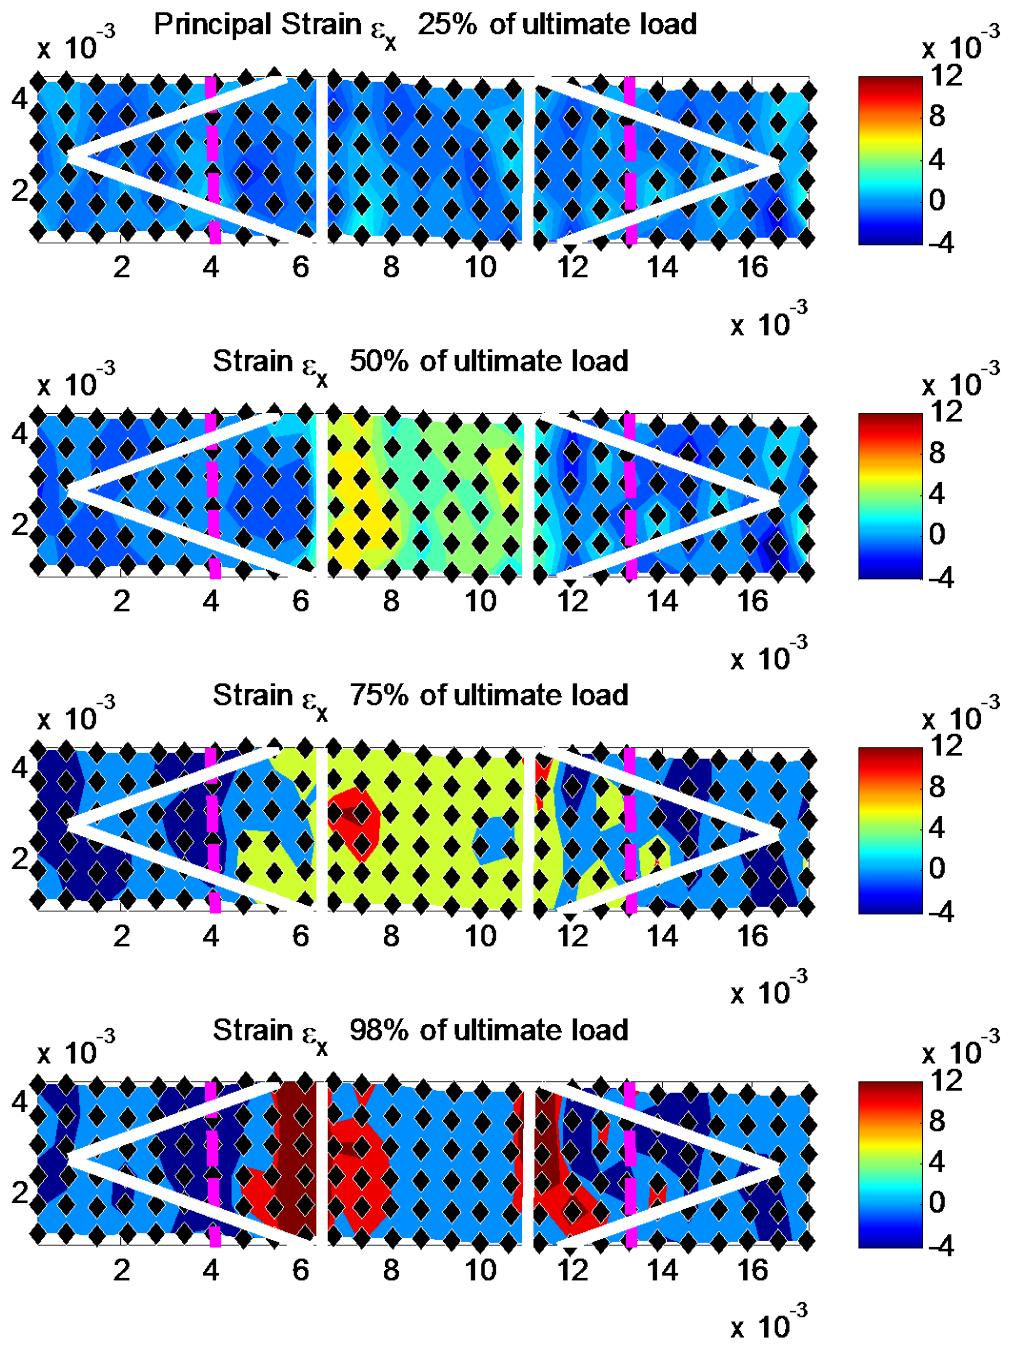 Principal Strain εx 25% of ultimate load
x 10-3
x 10-3
4
2
12
8
4
0
-4
2 4 6 8 10 12 14 16
x 10-3
Strain εx 50% of ultimate load
x 10-3
x 10-3
4
2
12
8
4
0
-4
2 4 6 8 10 12 14 16
x 10-3
Strain εx 75% of ultimate load
x 10-3
x 10-3
4
2
12
8
4
0
-4
2 4 6 8 10 12 14 16
x 10-3
Strain εx 98% of ultimate load
x 10-3
x 10-3
4
2
12
8
4
0
-4
2 4 6 8 10 12 14 16
x 10-3